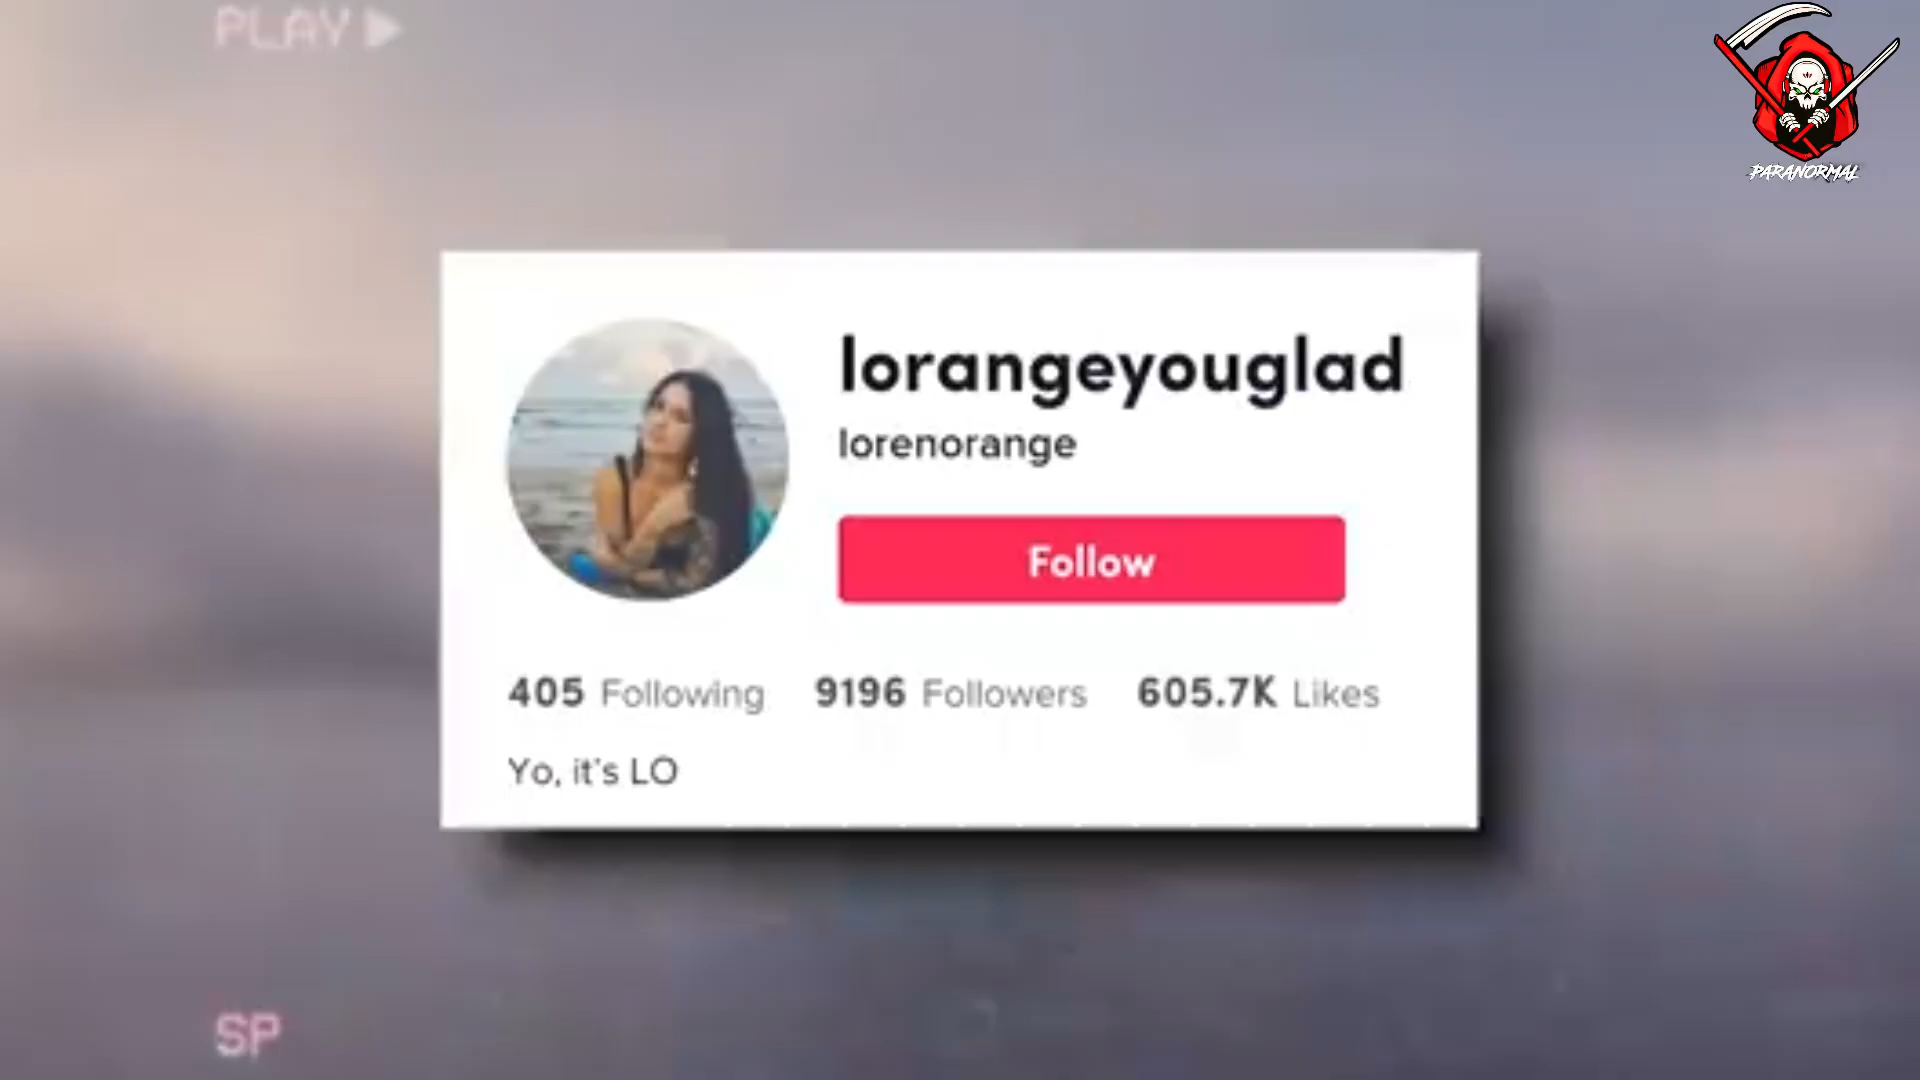 PLAY
PARANORMAL
lorangeyouglad
lorenorange
Follow
405 Following 9196 Followers 605.7K Likes
Yo, it's LO
SP